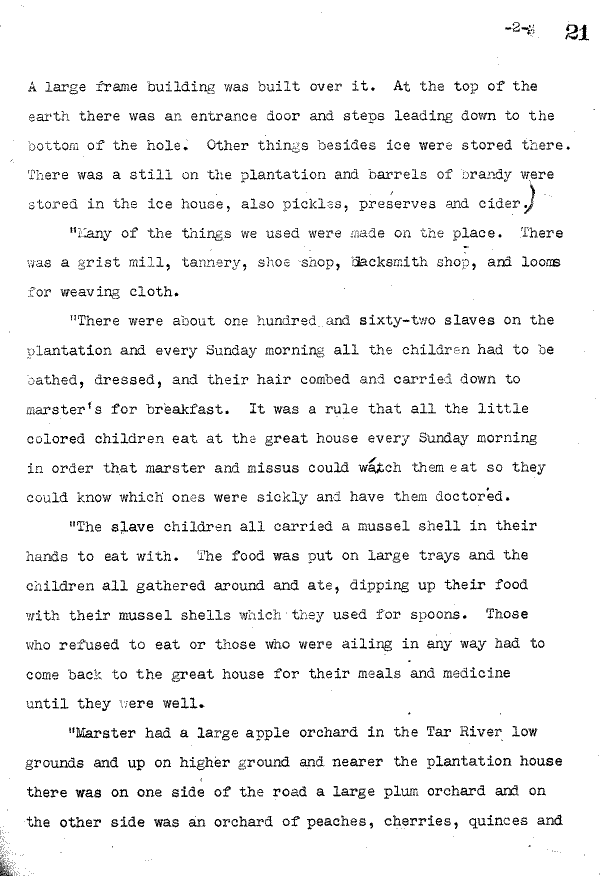 -2- 21
A large frame building was built over it. At the top of the
earth there was an entrance door and steps leading down to the
bottom of the hole. Other things besides ice were stored there.
There was a still on the plantation and barrels of brandy were
stored in the ice house, also pickles, preserves and cider.)
"Many of the things we used were made on the place. There
was a grist mill, tannery, shoe shop, blacksmith shop, and looms
for weaving cloth.
"There were about one hundred and sixty-two slaves on the
plantation and every Sunday morning all the children had to be
bathed, dressed, and their hair combed and carried down to
marster's for breakfast. It was a rule that all the little
colored children eat at the great house every Sunday morning
in order that marster and missus could watch them eat so they
could know which ones were sickly and have them doctored.
"The slave children all carried a mussel shell in their
hands to eat with. The food was put on large trays and the
children all gathered around and ate, dipping up their food
with their mussel shells which they used for spoons. Those
who refused to eat or those who were ailing in any way had to
come back to the great house for their meals and medicine
until they were well.
"Marster had a large apple orchard in the Tar River low
grounds and up on higher ground and nearer the plantation house
there was on one side of the road a large plum orchard and on
the other side was an orchard of peaches, cherries, quinces and